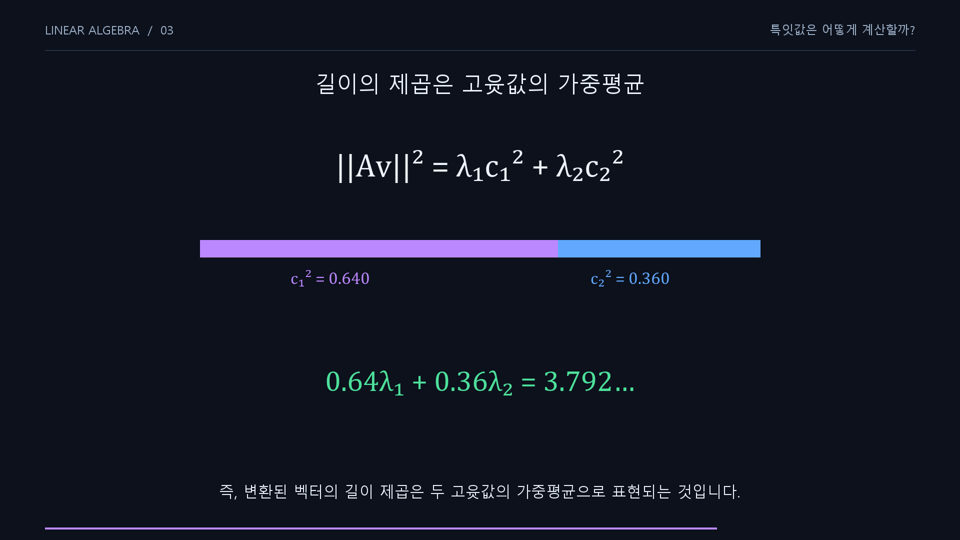 LINEAR ALGEBRA / 03
특잇값은 어떻게 계산할까?
길이의 제곱은 고윳값의 가중평균
||Av||² = λ₁c₁² + λ₂c₂²
c₁² = 0.640
c₂² = 0.360
0.64λ₁ + 0.36λ₂ = 3.792…
즉, 변환된 벡터의 길이 제곱은 두 고윳값의 가중평균으로 표현되는 것입니다.